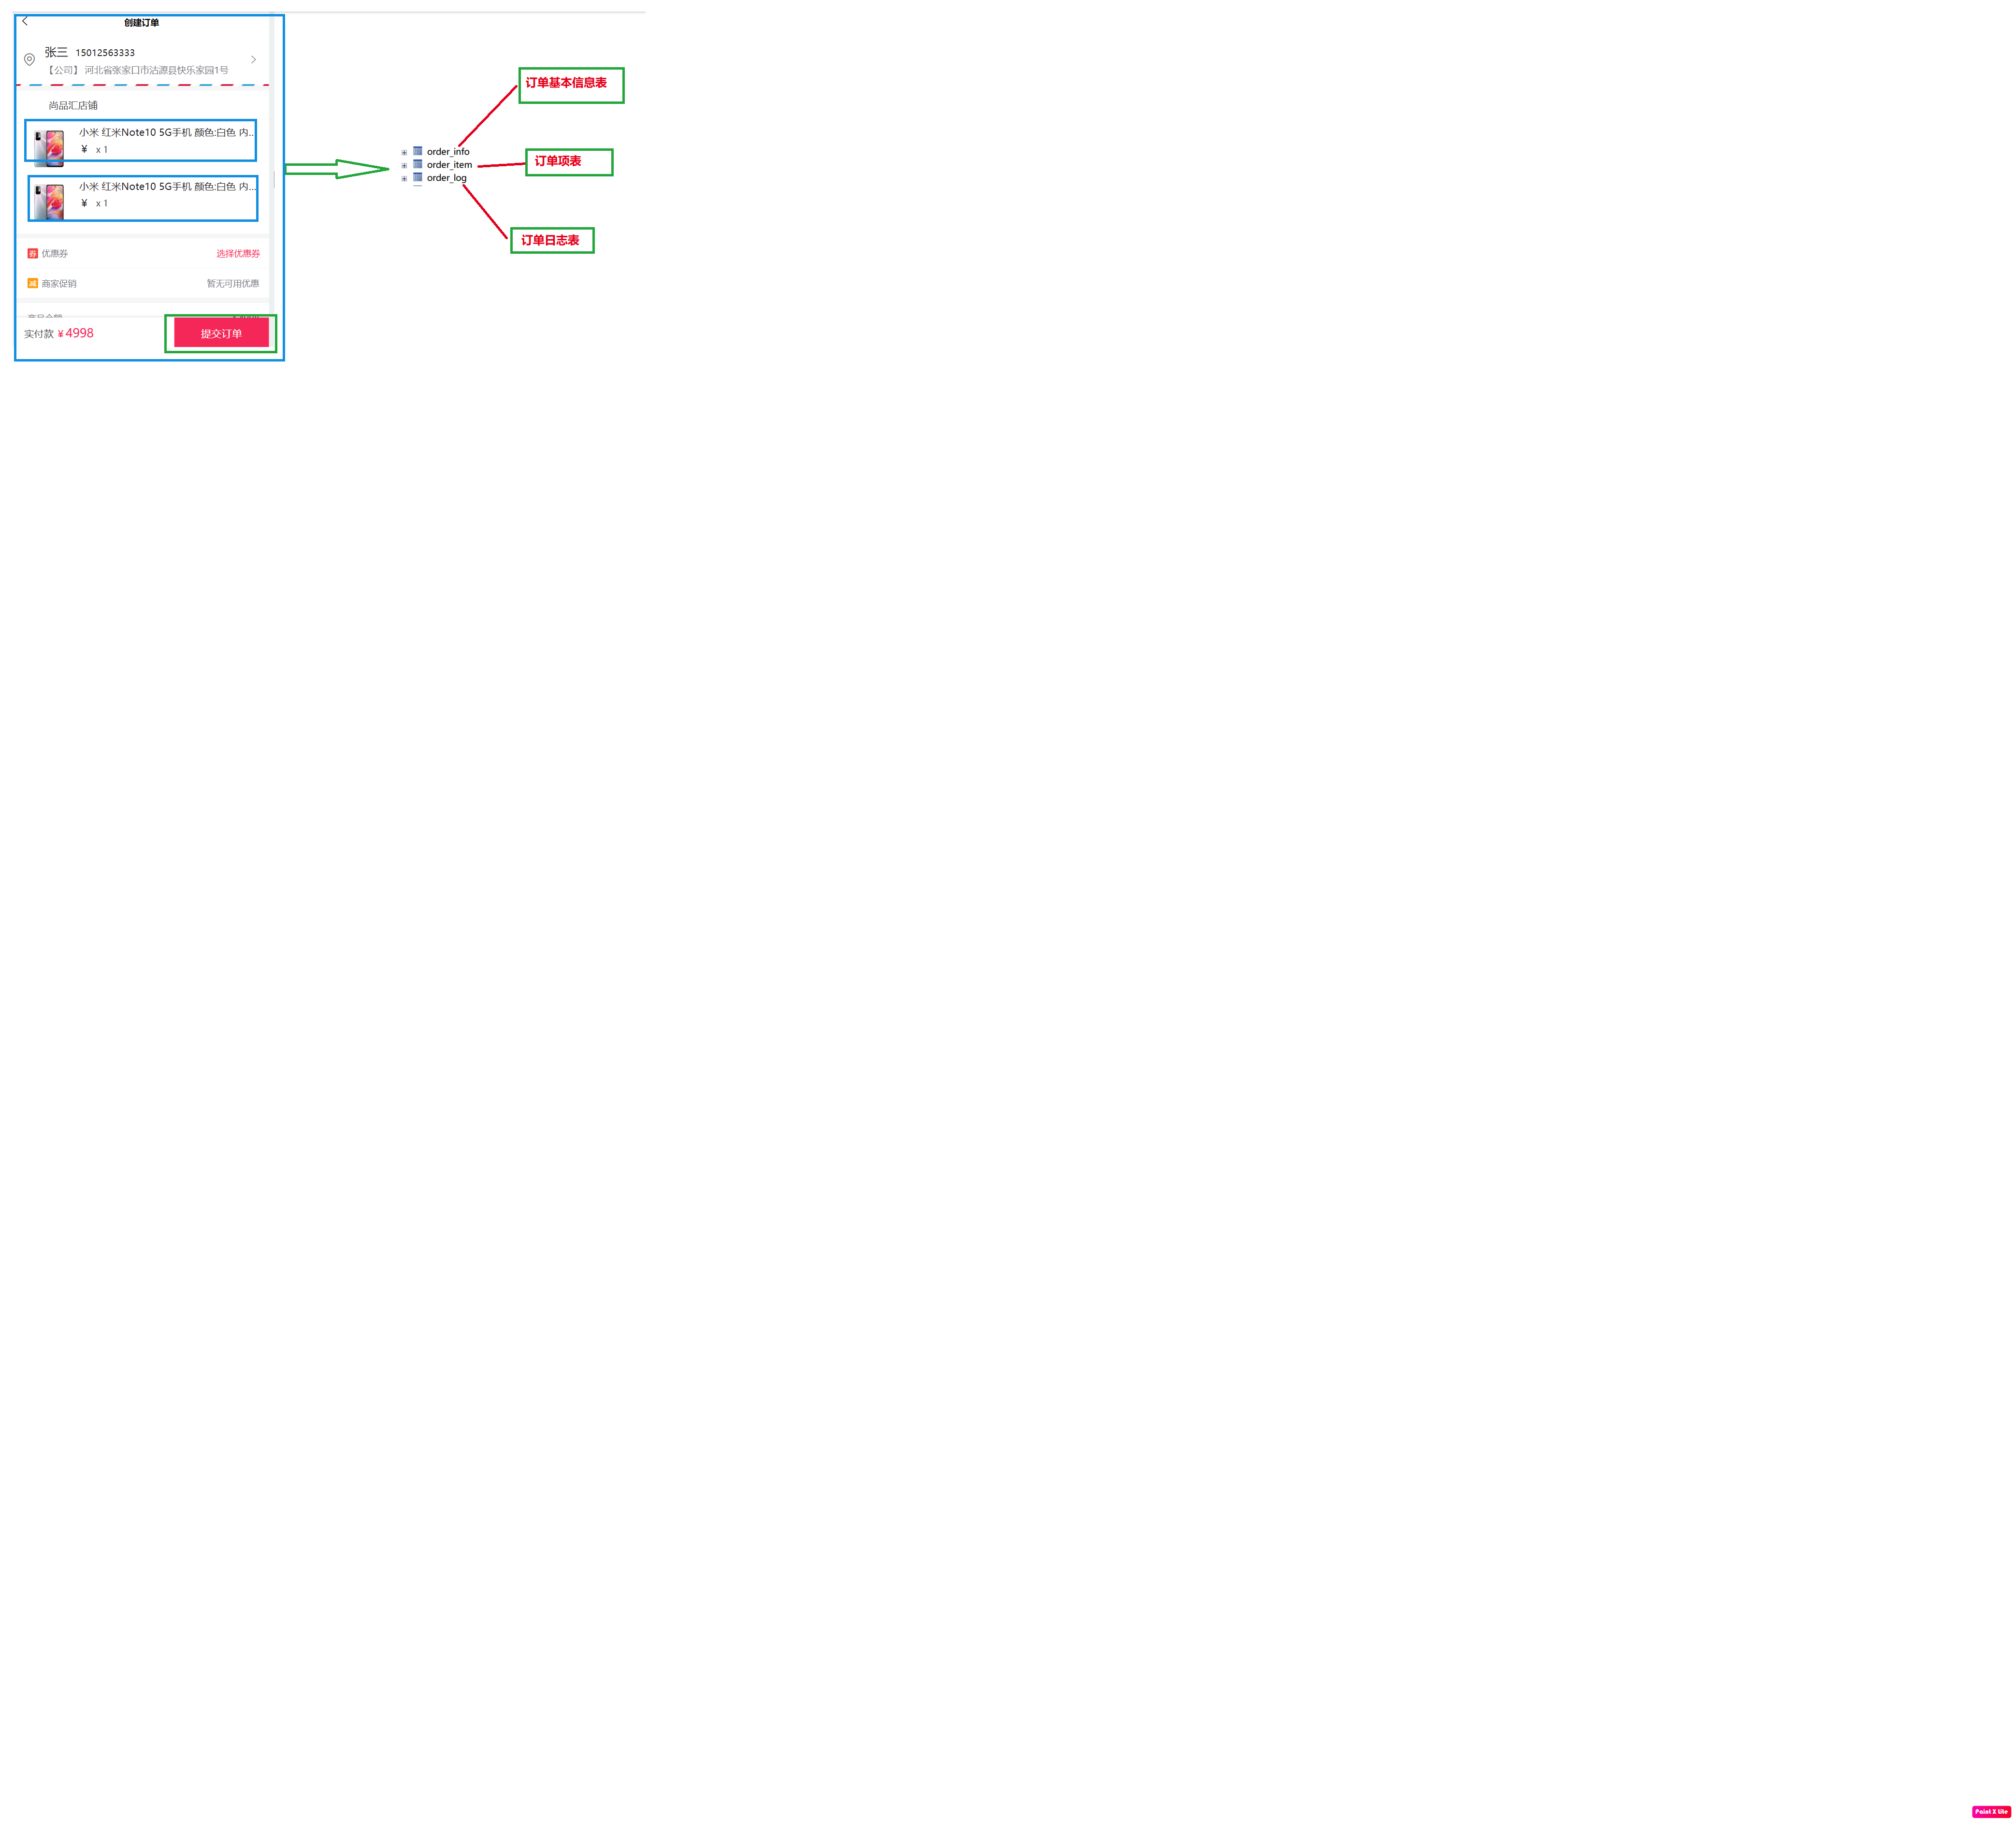 创建订单
张三 15012563333
【公司】 河北省张家口市沽源县快乐家园1号
尚品汇店铺
小米 红米Note10 5G手机 颜色:白色 内...
¥ x 1
小米 红米Note10 5G手机 颜色:白色 内...
¥ x 1
券 优惠券 选择优惠券
减 商家促销 暂无可用优惠
实付款 ¥4998 提交订单
订单基本信息表
order_info
order_item
order_log
订单项表
订单日志表
Paint X Lite